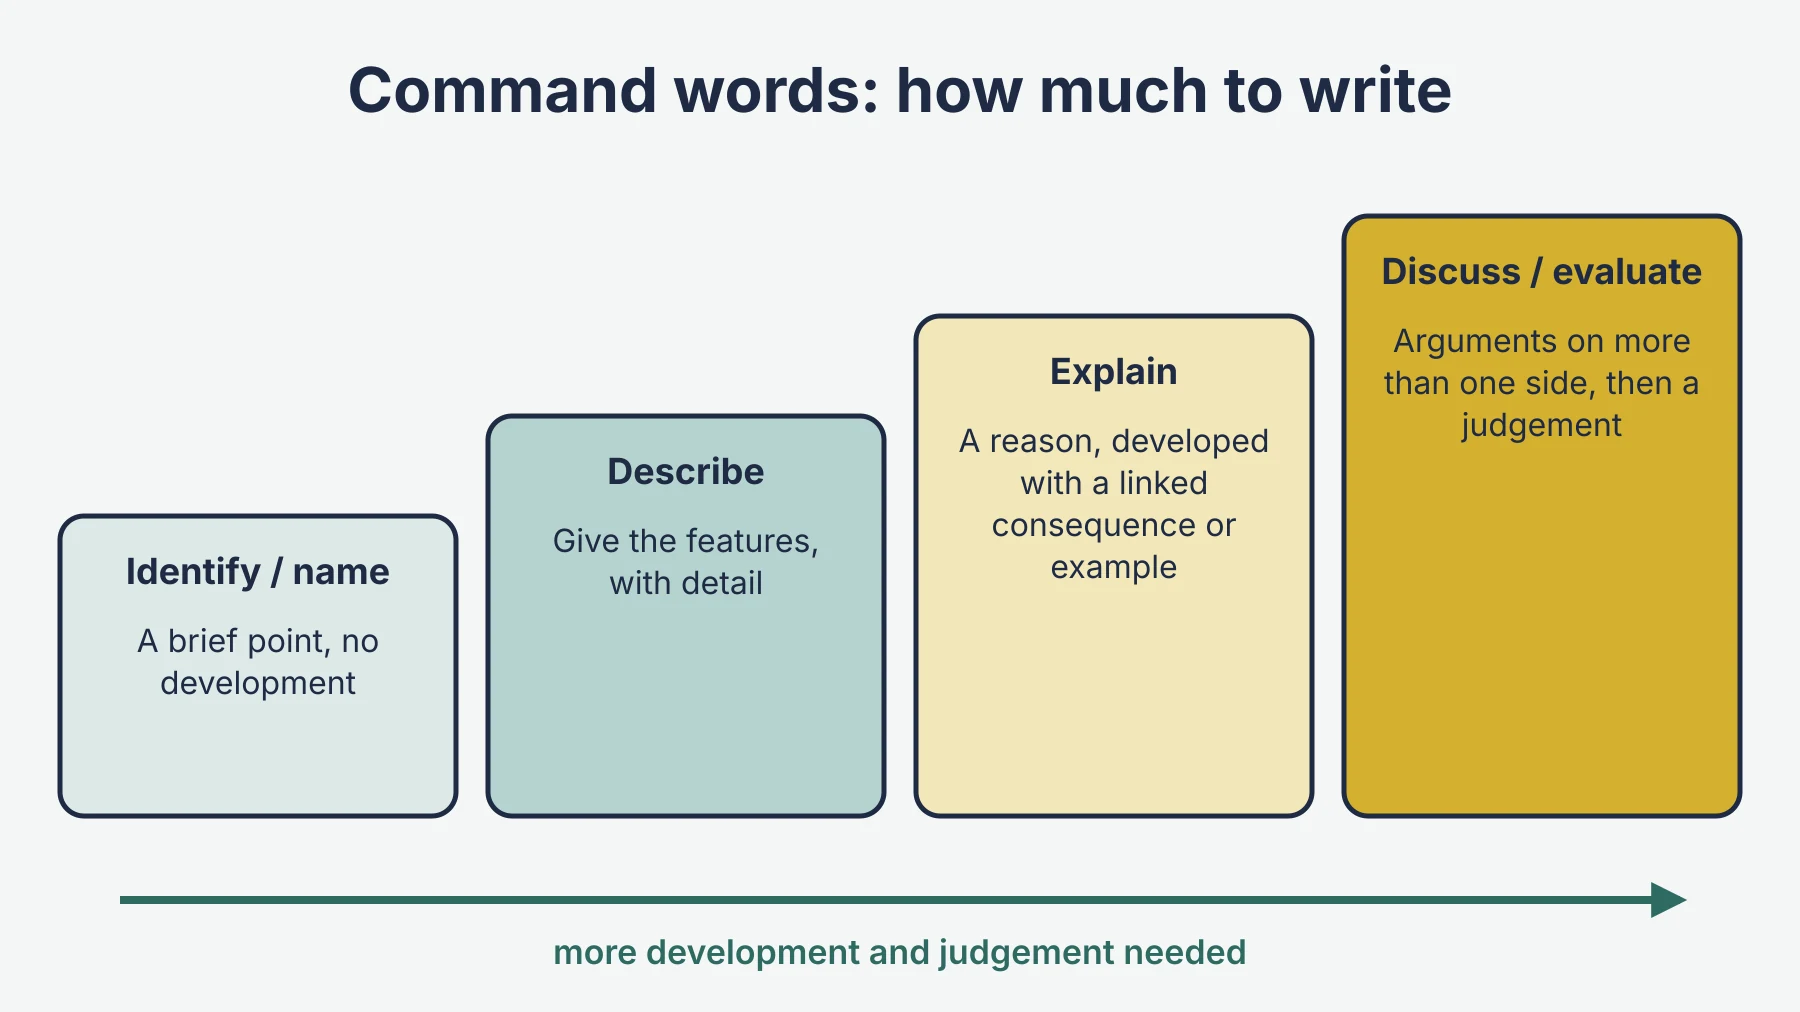 Command words: how much to write
Identify / name
A brief point, no
development
Describe
Give the features,
with detail
Explain
A reason, developed
with a linked
consequence or
example
Discuss / evaluate
Arguments on more
than one side, then a
judgement
more development and judgement needed